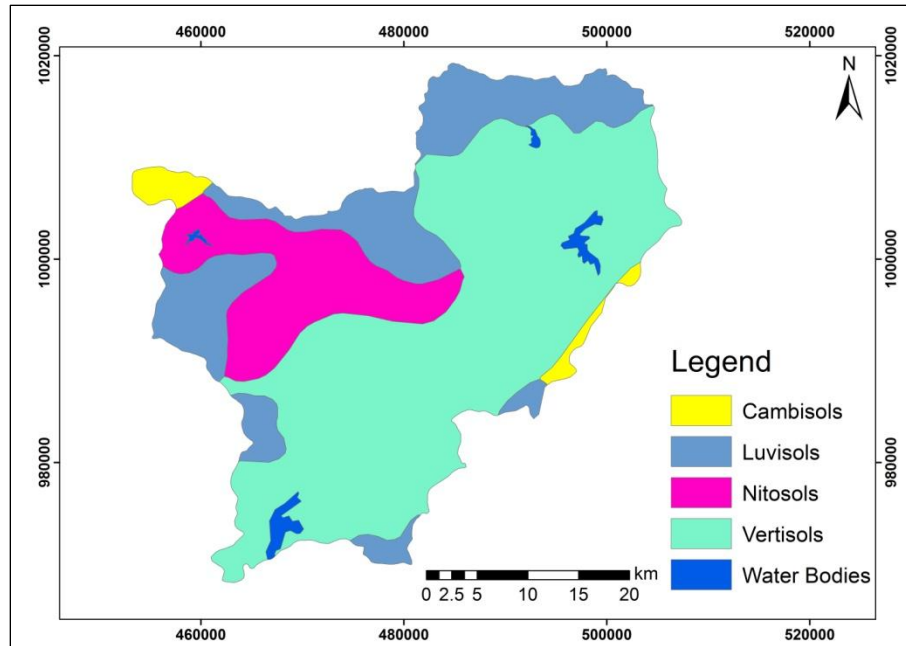 460000 480000 500000 520000
1020000 1020000
N
1000000 1000000
Legend
Cambisols
Luvisols
980000 980000
Nitosols
Vertisols
km
Water Bodies
0 2.5 5 10 15 20
460000 480000 500000 520000